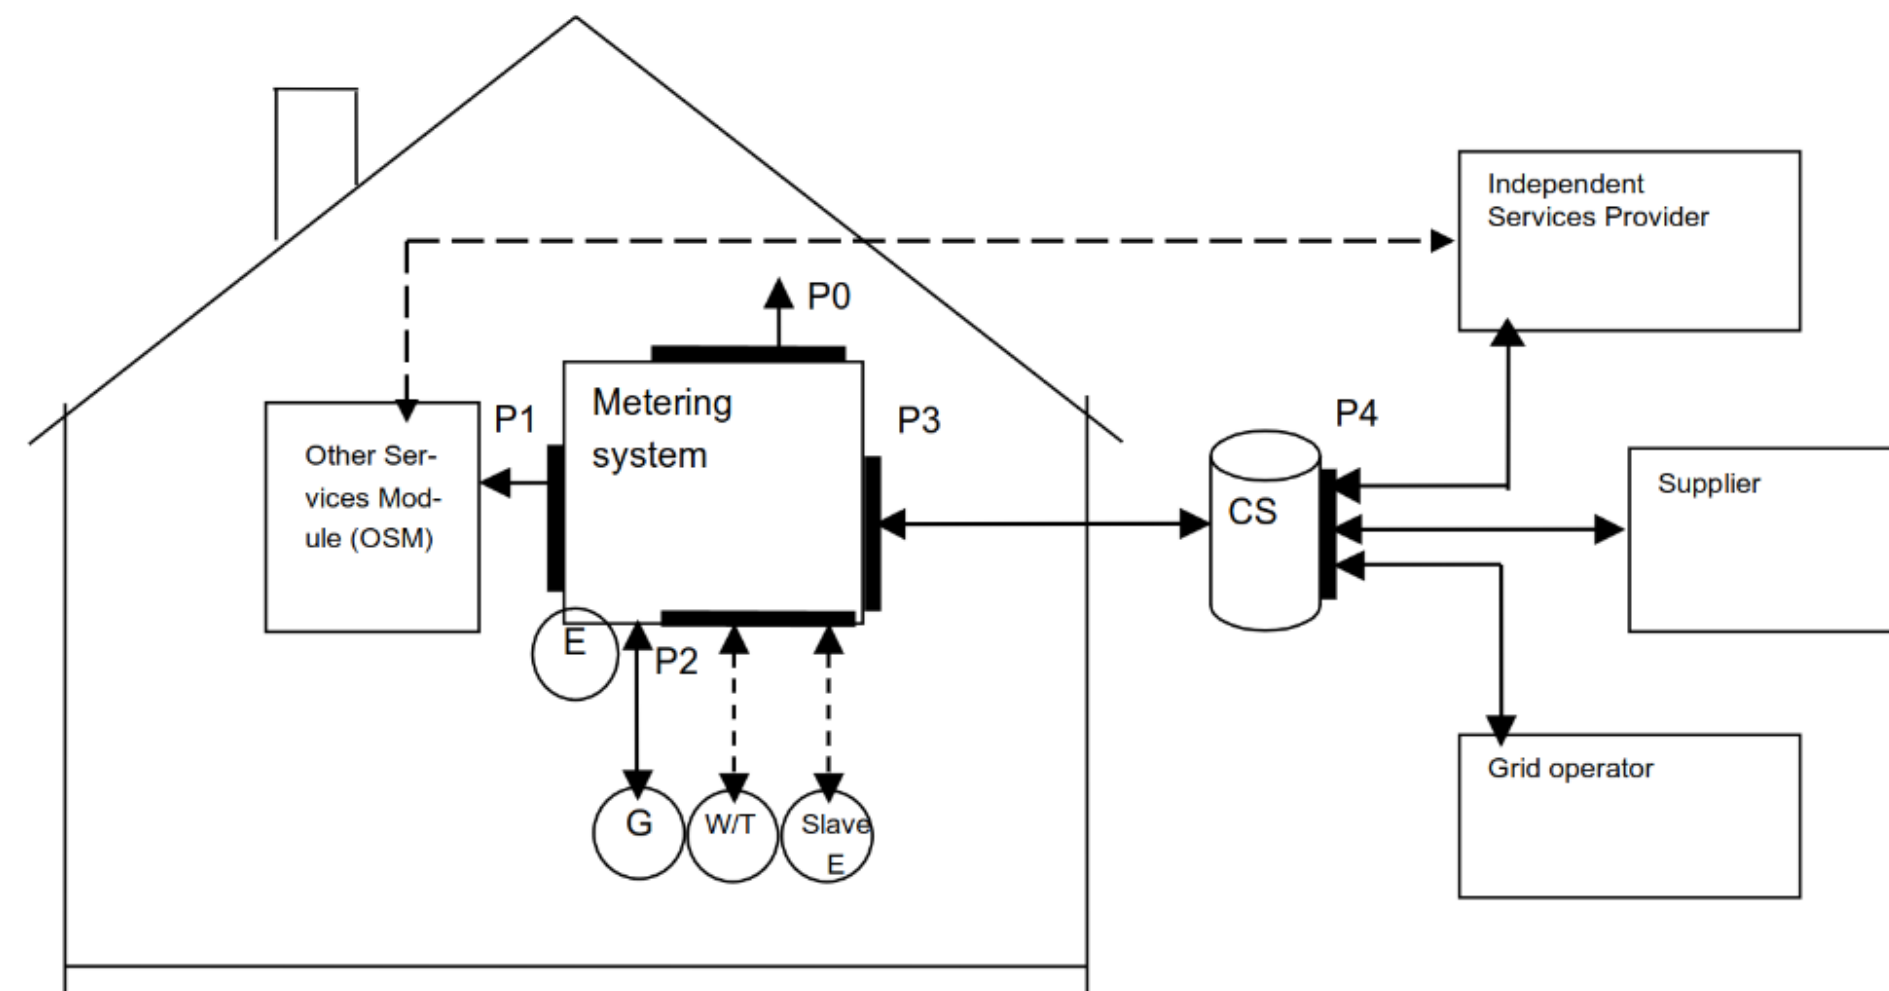 Independent
Services Provider
P0
Metering
system
P1
P3
P4
Other Ser-
vices Mod-
ule (OSM)
CS
Supplier
E
P2
G
W/T
Slave
E
Grid operator